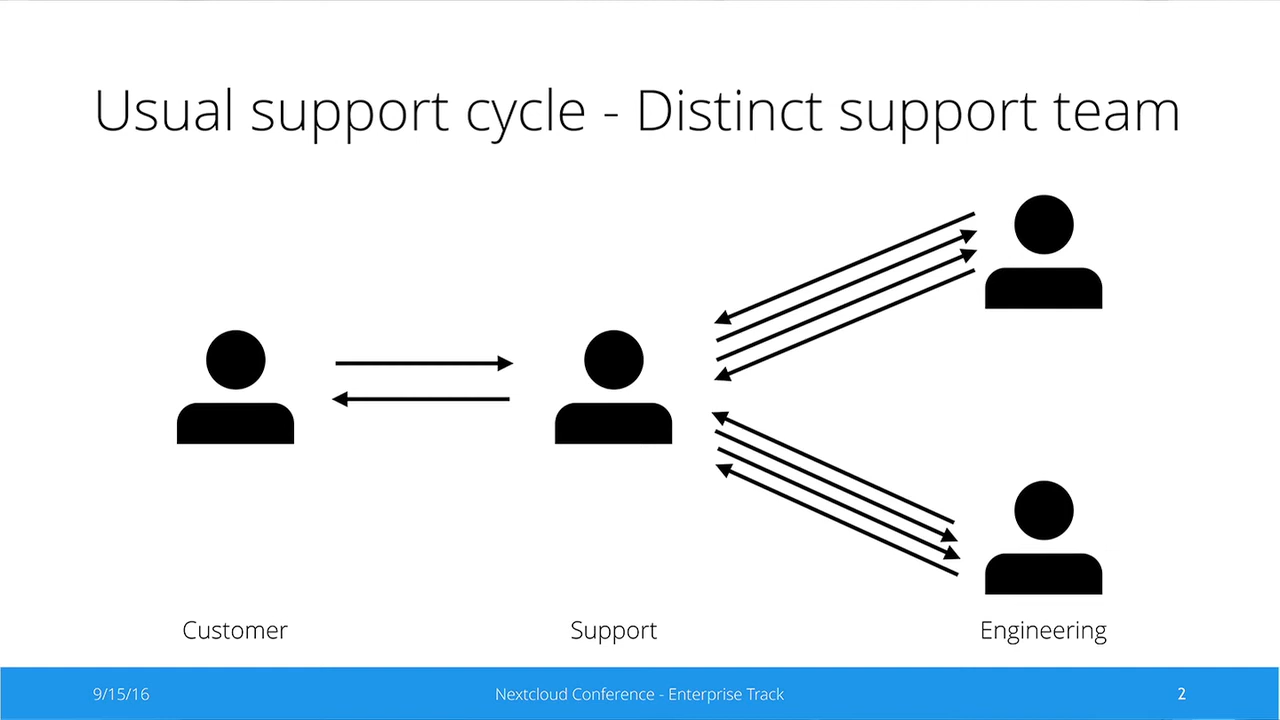 Usual support cycle - Distinct support team
Customer
Support
Engineering
9/15/16
Nextcloud Conference - Enterprise Track
2